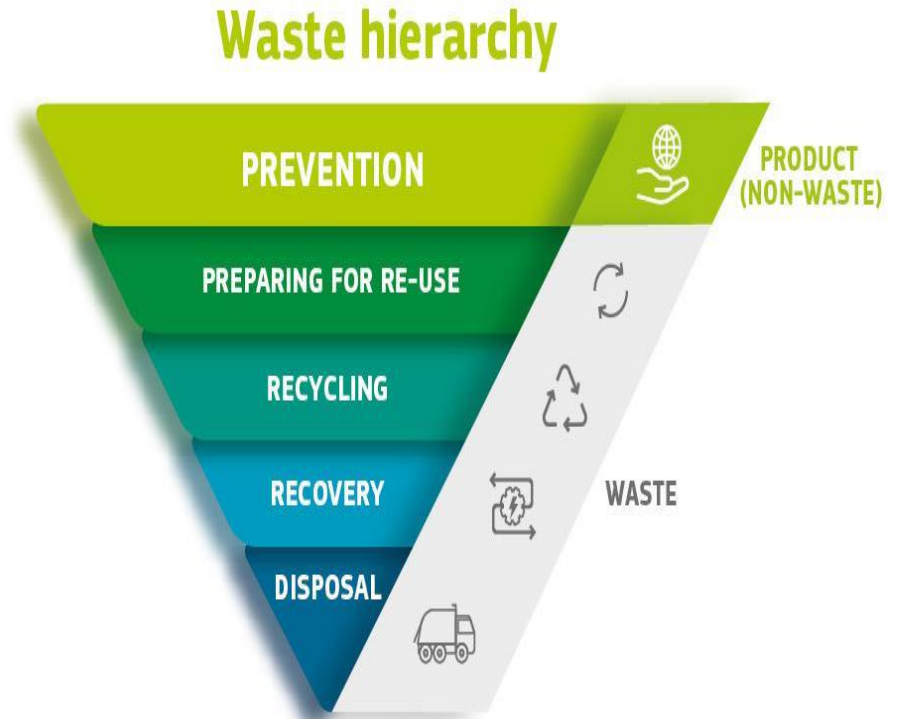 Waste hierarchy
PREVENTION
PRODUCT
(NON-WASTE)
PREPARING FOR RE-USE
RECYCLING
RECOVERY
WASTE
DISPOSAL